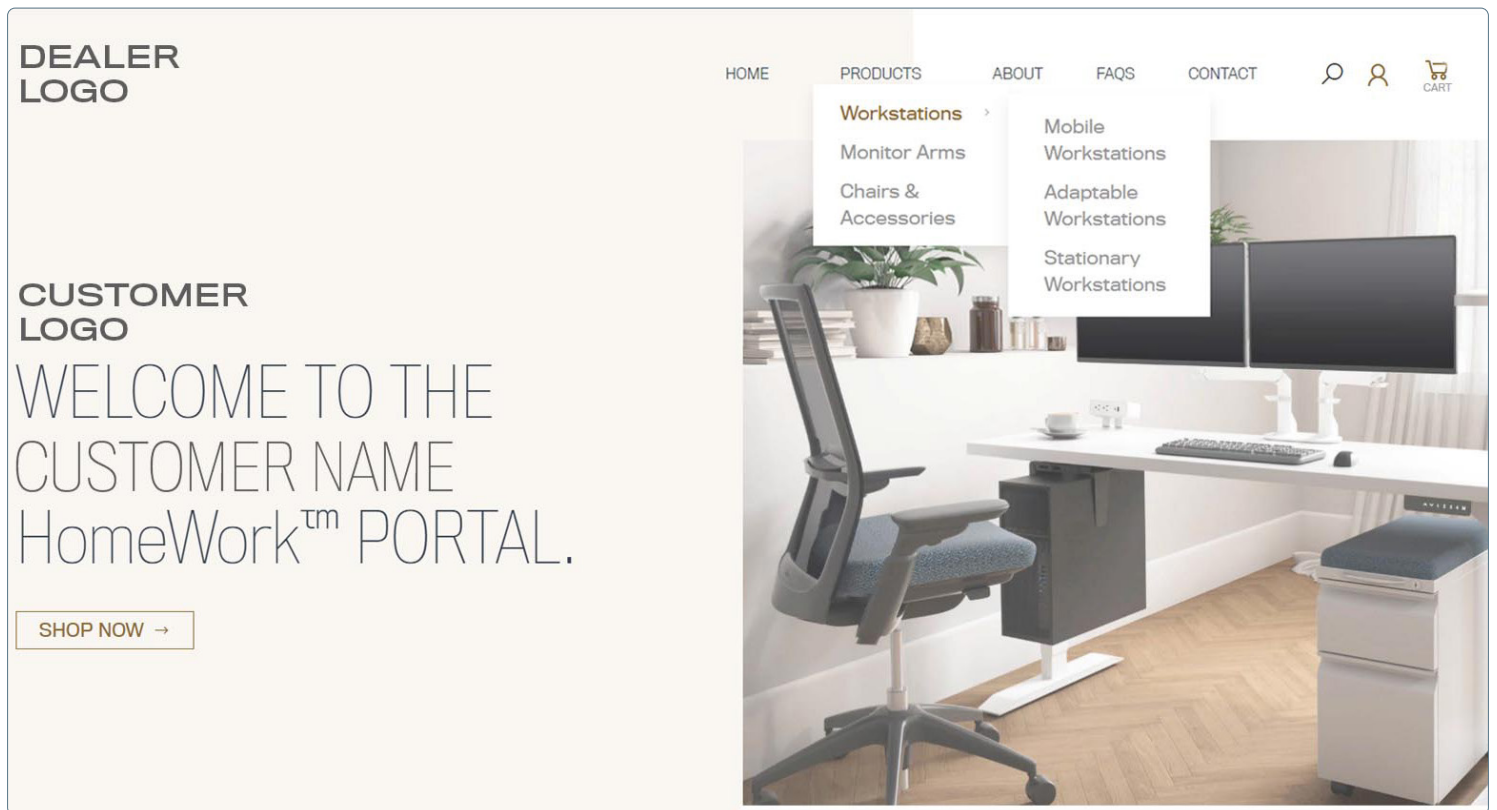 DEALER
LOGO
HOME
PRODUCTS
ABOUT
FAQS
CONTACT
CART
Workstations >
Monitor Arms
Chairs &
Accessories
Mobile
Workstations
Adaptable
Workstations
Stationary
Workstations
CUSTOMER
LOGO
WELCOME TO THE
CUSTOMER NAME
HomeWork™ PORTAL.
SHOP NOW →